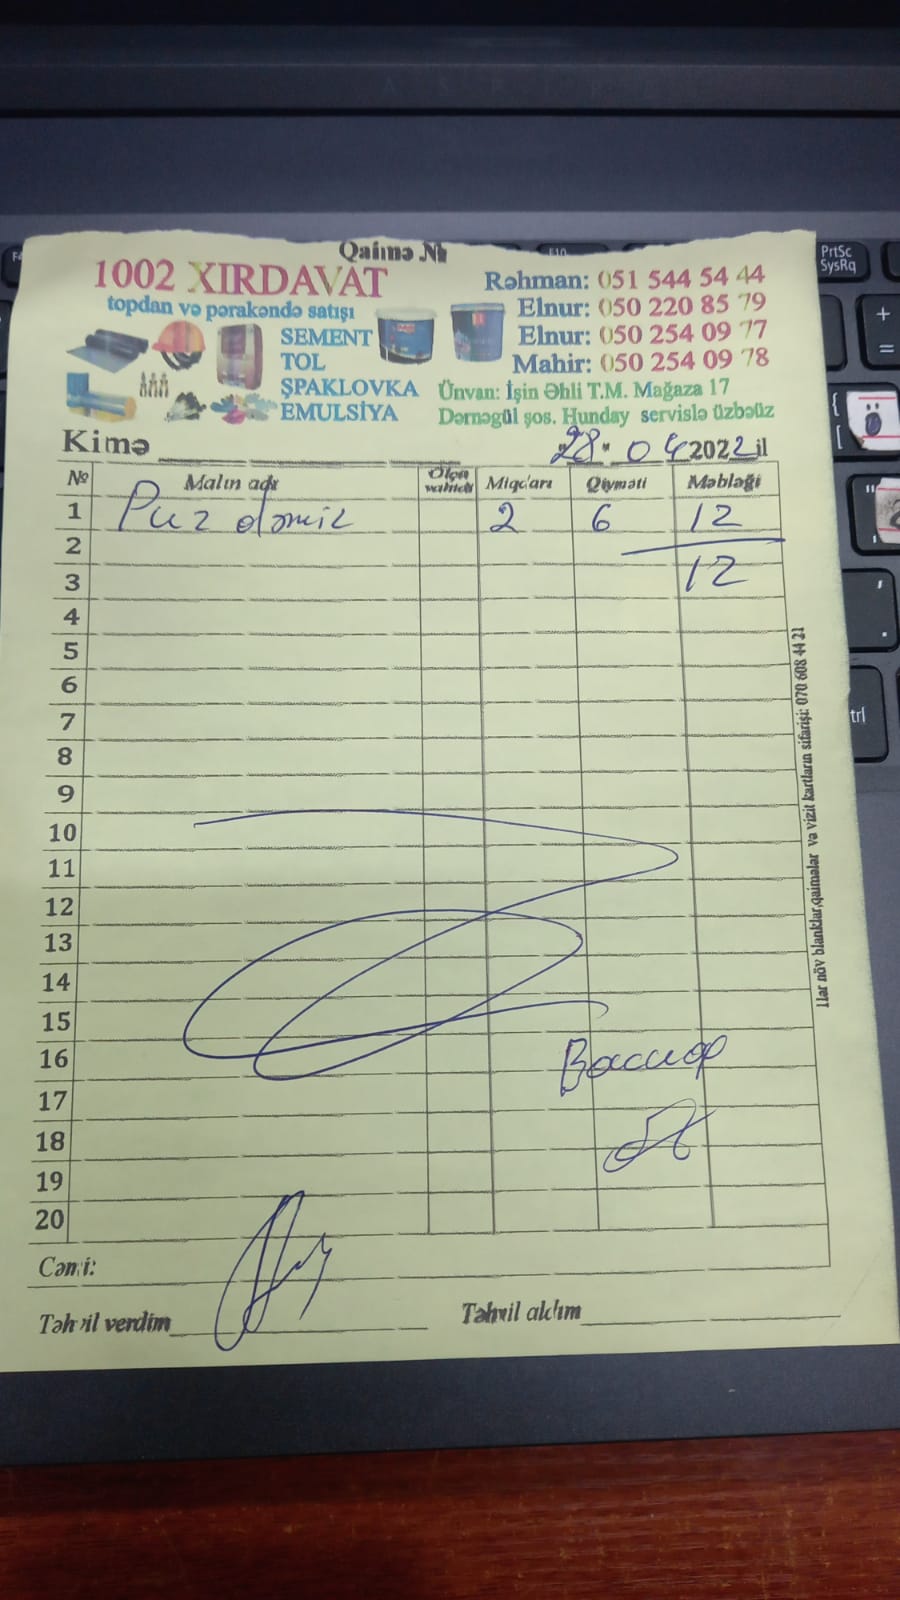 Qaimə №
1002 XIRDAVAT
topdan və pərakəndə satışı
SEMENT
TOL
ŞPAKLOVKA
EMULSİYA
Rəhman: 051 544 54 44
Elnur: 050 220 85 79
Elnur: 050 254 09 77
Mahir: 050 254 09 78
Ünvan: İşin Əhli T.M. Mağaza 17
Dərnəgül şos. Hunday servislə üzbəüz
Kimə
"28" 04 2022 il
№ Malın adı Ölçü vahidi Miqdarı Qiyməti Məbləği
1 Puz dəmir 2 6 12
2
3 12
4
5
6
7
8
9
10
11
12
13
14
15
16
17
18
19
20
Cəmi:
Təhvil verdim
Təhvil aldım
Hər növ blanklar,qaimələr və vizit kartların sifarişi: 070 608 44 21
PrtSc
SysRq